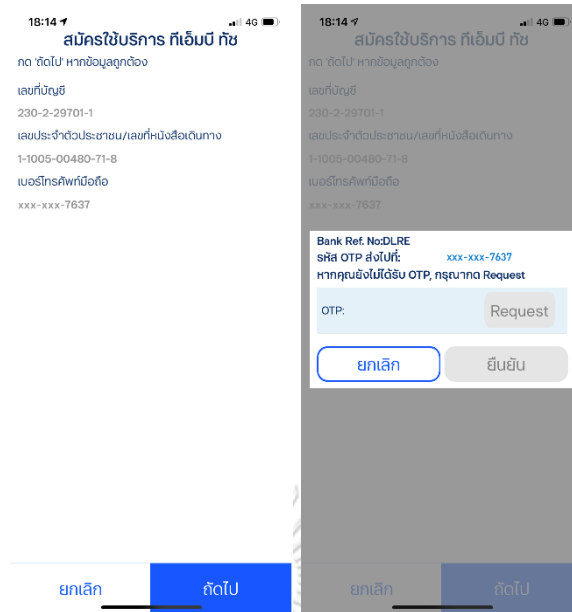 18:14
4G
สมัครใช้บริการ ทีเอ็มบี ทัช
กด 'ถัดไป' หากข้อมูลถูกต้อง
เลขที่บัญชี
230-2-29701-1
เลขประจำตัวประชาชน/เลขที่หนังสือเดินทาง
1-1005-00480-71-8
เบอร์โทรศัพท์มือถือ
xxx-xxx-7637
ยกเลิก
ถัดไป
18:14
4G
สมัครใช้บริการ ทีเอ็มบี ทัช
กด 'ถัดไป' หากข้อมูลถูกต้อง
เลขที่บัญชี
230-2-29701-1
เลขประจำตัวประชาชน/เลขที่หนังสือเดินทาง
1-1005-00480-71-8
เบอร์โทรศัพท์มือถือ
xxx-xxx-7637
Bank Ref. No:DLRE
รหัส OTP ส่งไปที่: xxx-xxx-7637
หากคุณยังไม่ได้รับ OTP, กรุณากด Request
OTP: Request
ยกเลิก ยืนยัน
ยกเลิก ถัดไป